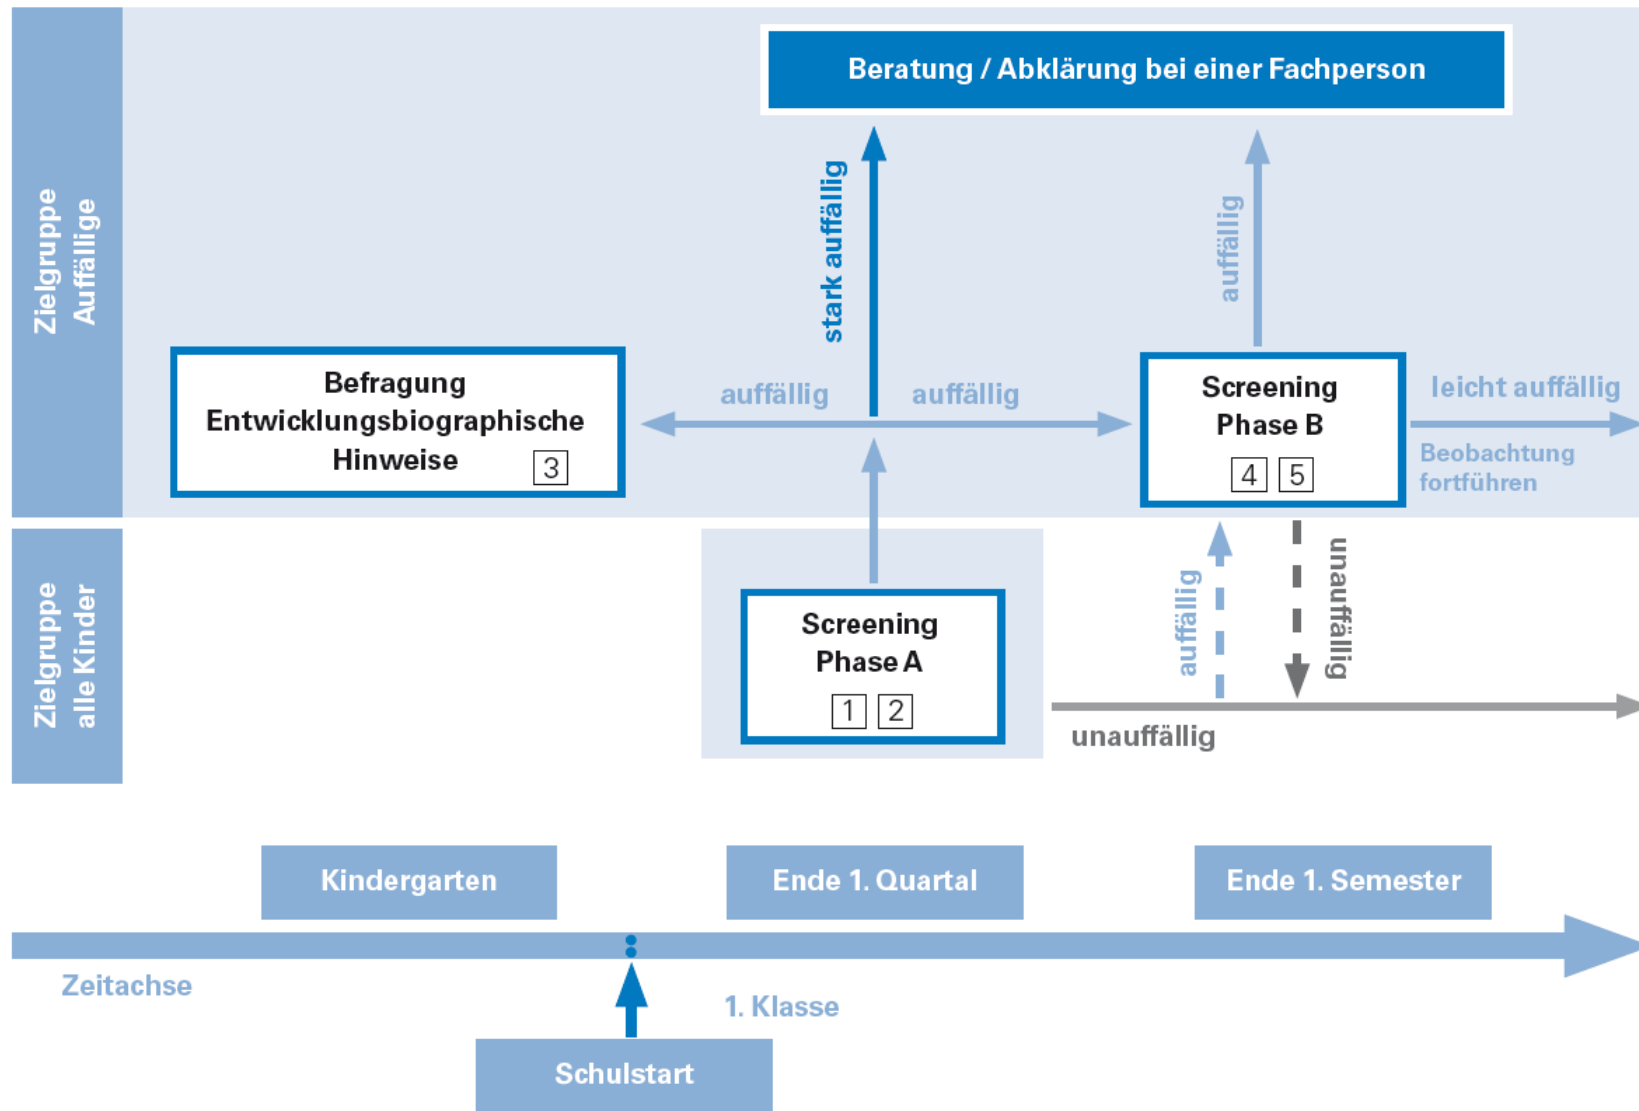 Zielgruppe
Auffällige
Beratung / Abklärung bei einer Fachperson
stark auffällig
auffällig
Befragung
Entwicklungsbiographische
Hinweise 3
auffällig
auffällig
Screening
Phase B
4 5
leicht auffällig
Beobachtung
fortführen
Zielgruppe
alle Kinder
Screening
Phase A
1 2
auffällig
unauffällig
unauffällig
Kindergarten
Ende 1. Quartal
Ende 1. Semester
Zeitachse
1. Klasse
Schulstart